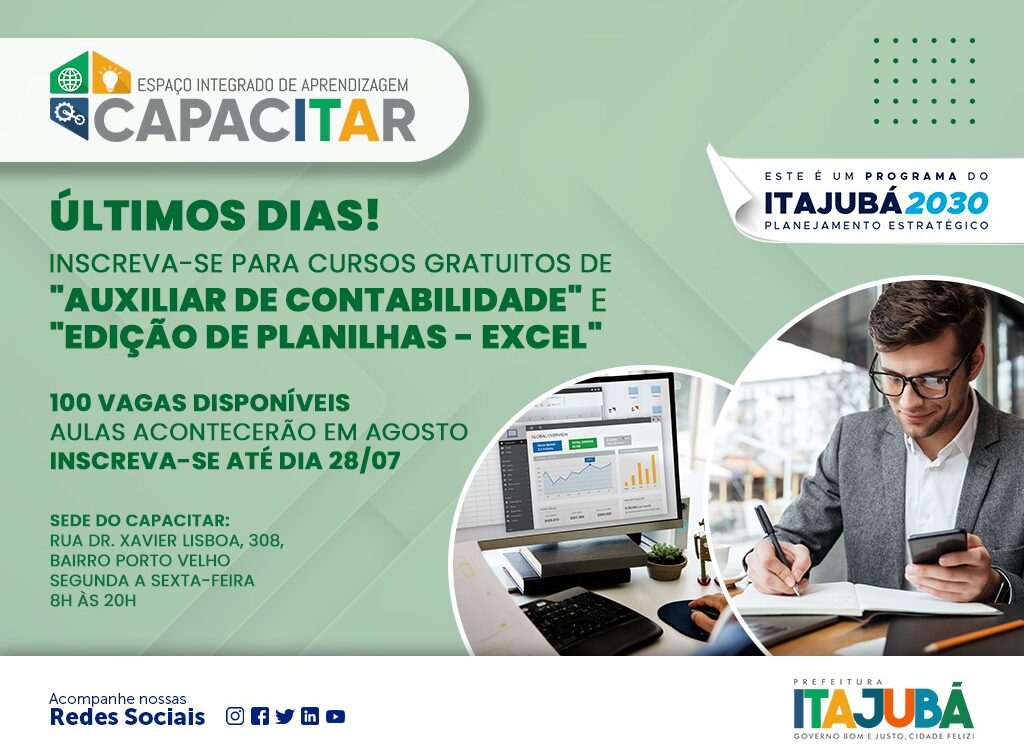 ESPAÇO INTEGRADO DE APRENDIZAGEM
CAPACITAR
ESTE É UM PROGRAMA DO
ITAJUBÁ 2030
PLANEJAMENTO ESTRATÉGICO
ÚLTIMOS DIAS!
INSCREVA-SE PARA CURSOS GRATUITOS DE
"AUXILIAR DE CONTABILIDADE" E
"EDIÇÃO DE PLANILHAS - EXCEL"
100 VAGAS DISPONÍVEIS
AULAS ACONTECERÃO EM AGOSTO
INSCREVA-SE ATÉ DIA 28/07
GLOBAL OVERVIEW
SEDE DO CAPACITAR:
RUA DR. XAVIER LISBOA, 308,
BAIRRO PORTO VELHO
SEGUNDA A SEXTA-FEIRA
8H ÀS 20H
Acompanhe nossas
Redes Sociais
PREFEITURA
ITAJUBÁ
GOVERNO BOM E JUSTO, CIDADE FELIZ!